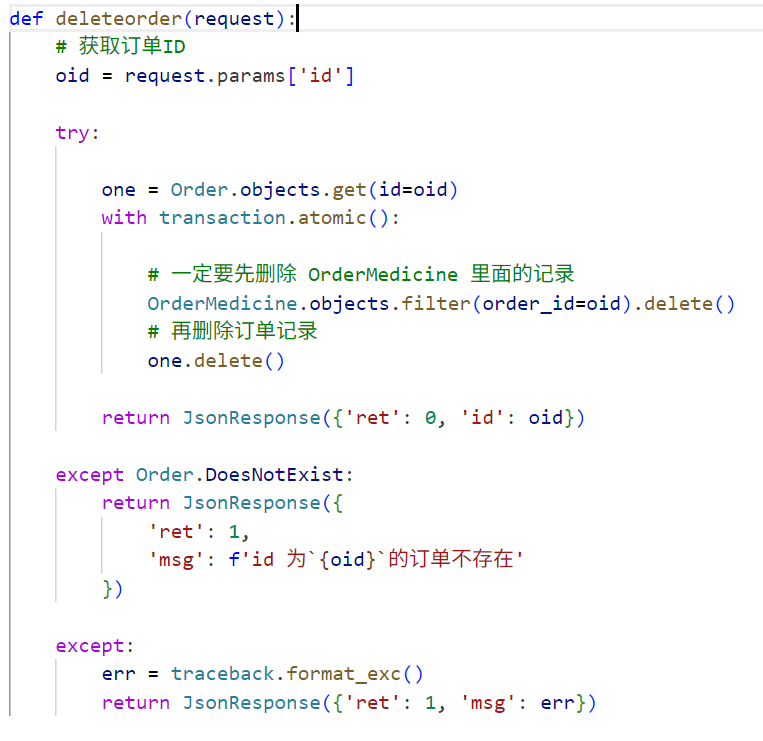 def deleteorder(request):
    # 获取订单ID
    oid = request.params['id']
    try:
        one = Order.objects.get(id=oid)
        with transaction.atomic():
            # 一定要先删除 OrderMedicine 里面的记录
            OrderMedicine.objects.filter(order_id=oid).delete()
            # 再删除订单记录
            one.delete()
        return JsonResponse({'ret': 0, 'id': oid})
    except Order.DoesNotExist:
        return JsonResponse({
            'ret': 1,
            'msg': f'id 为`{oid}`的订单不存在'
        })
    except:
        err = traceback.format_exc()
        return JsonResponse({'ret': 1, 'msg': err})